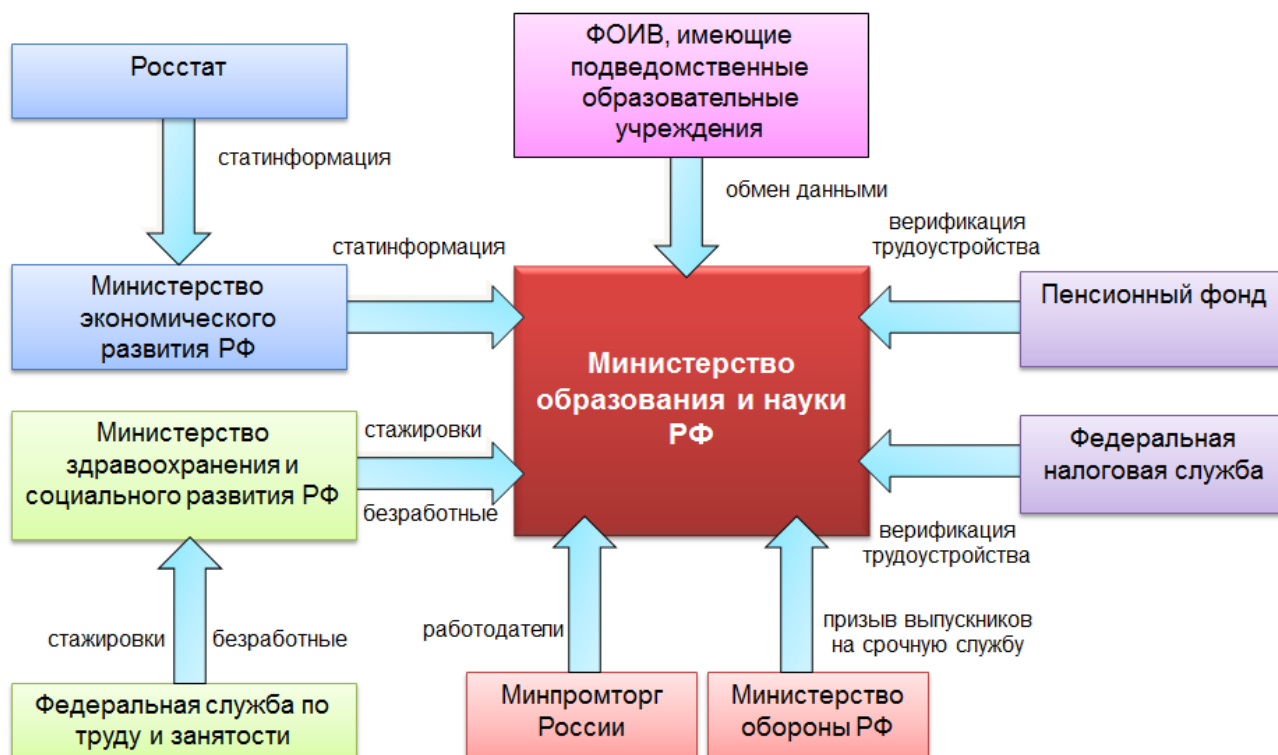 Росстат
ФОИВ, имеющие
подведомственные
образовательные
учреждения
статинформация
обмен данными
верификация
трудоустройства
статинформация
Министерство
экономического
развития РФ
Министерство
образования и науки
РФ
Пенсионный фонд
Министерство
здравоохранения и
социального развития РФ
стажировки
безработные
Федеральная
налоговая служба
верификация
трудоустройства
стажировки
безработные
работодатели
призыв выпускников
на срочную службу
Федеральная служба по
труду и занятости
Минпромторг
России
Министерство
обороны РФ